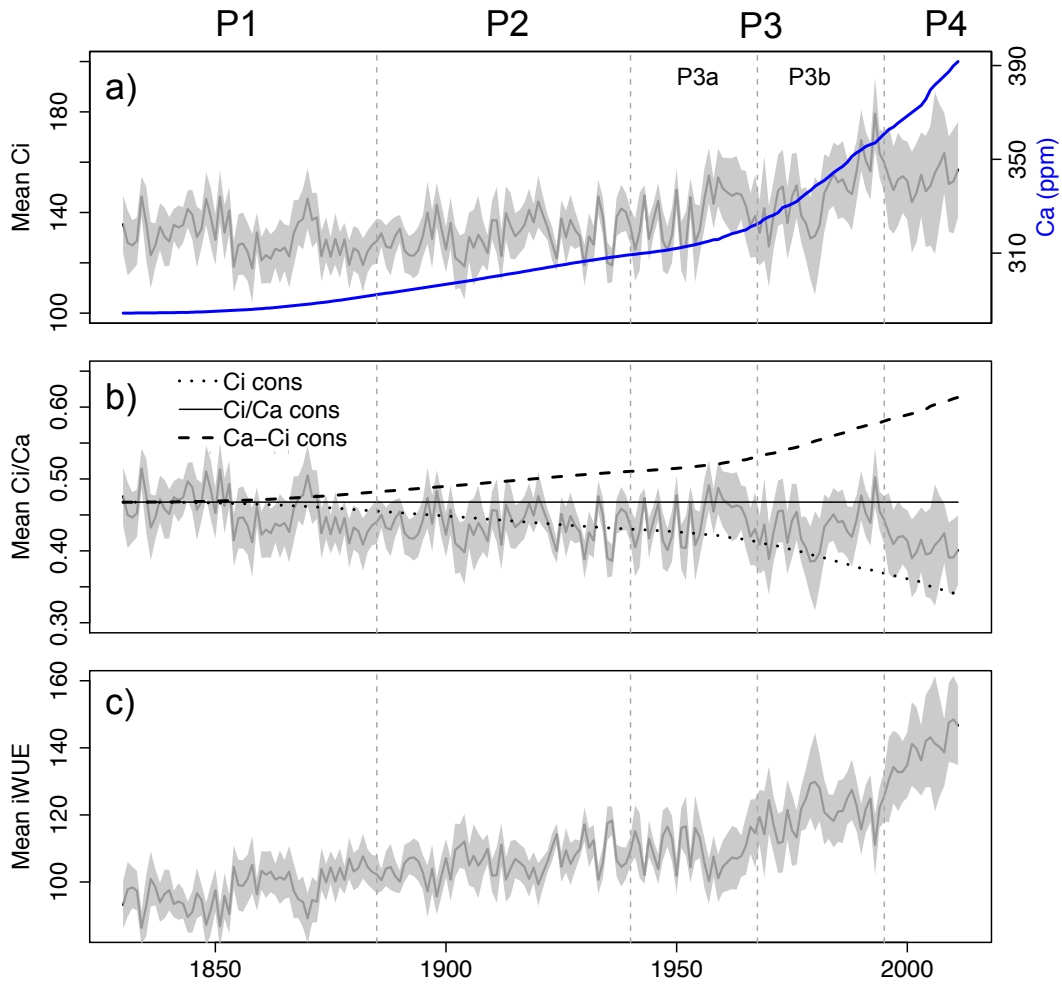 P1 P2 P3 P4
a) P3a P3b
Mean Ci
100 140 180
310 350 390
Ca (ppm)
b)
Ci cons
Ci/Ca cons
Ca−Ci cons
Mean Ci/Ca
0.30 0.40 0.50 0.60
c)
Mean iWUE
100 120 140 160
1850 1900 1950 2000